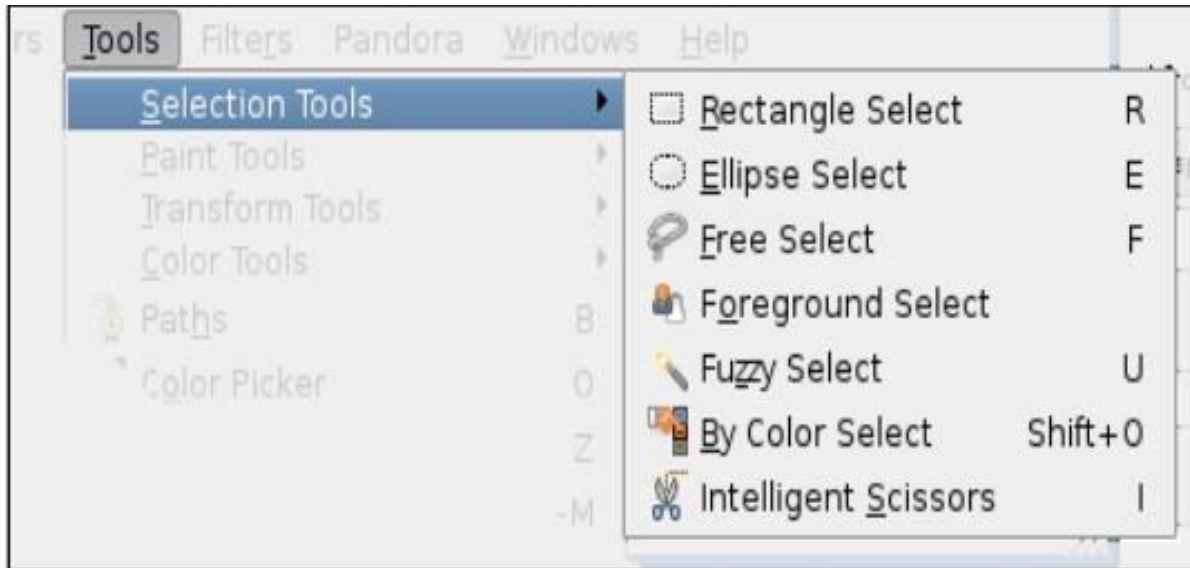 rs Tools Filters Pandora Windows Help
Selection Tools
Paint Tools
Transform Tools
Color Tools
Paths B
Color Picker O
Z
-M
Rectangle Select R
Ellipse Select E
Free Select F
Foreground Select
Fuzzy Select U
By Color Select Shift+O
Intelligent Scissors I